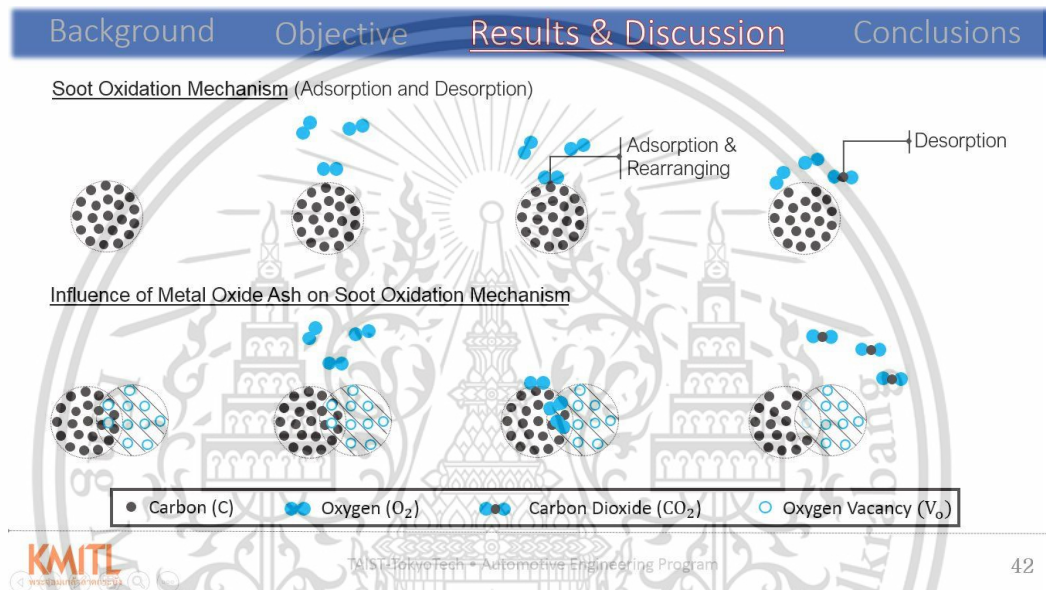 Background Objective Results & Discussion Conclusions
Soot Oxidation Mechanism (Adsorption and Desorption)
Adsorption &
Rearranging
Desorption
Influence of Metal Oxide Ash on Soot Oxidation Mechanism
Carbon (C) Oxygen (O₂) Carbon Dioxide (CO₂) Oxygen Vacancy (Vₒ)
KMITL
TAIST-TokyoTech • Automotive Engineering Program
42